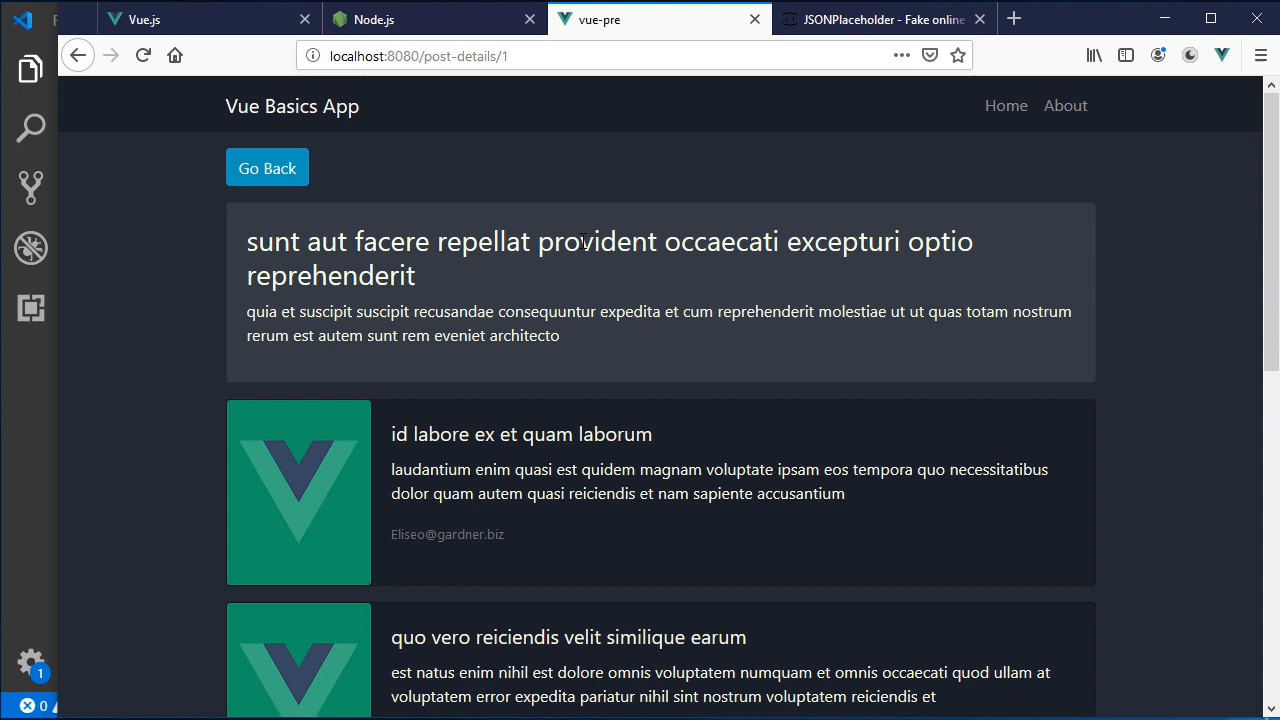 Vue.js
Node.js
vue-pre
JSONPlaceholder - Fake online
localhost:8080/post-details/1
Vue Basics App
Home
About
Go Back
sunt aut facere repellat provident occaecati excepturi optio
reprehenderit
quia et suscipit suscipit recusandae consequuntur expedita et cum reprehenderit molestiae ut ut quas totam nostrum
rerum est autem sunt rem eveniet architecto
id labore ex et quam laborum
laudantium enim quasi est quidem magnam voluptate ipsam eos tempora quo necessitatibus
dolor quam autem quasi reiciendis et nam sapiente accusantium
Eliseo@gardner.biz
quo vero reiciendis velit similique earum
est natus enim nihil est dolore omnis voluptatem numquam et omnis occaecati quod ullam at
voluptatem error expedita pariatur nihil sint nostrum voluptatem reiciendis et
1
0